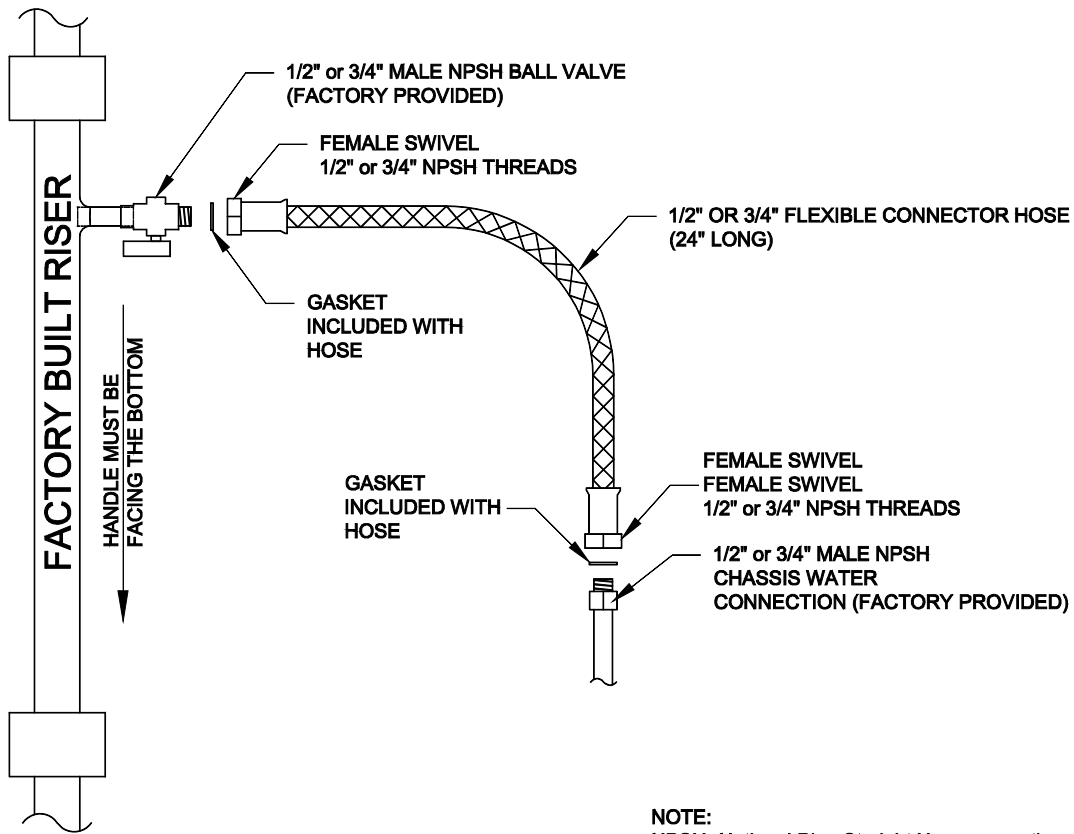 1/2" or 3/4" MALE NPSH BALL VALVE
(FACTORY PROVIDED)
FEMALE SWIVEL
1/2" or 3/4" NPSH THREADS
1/2" OR 3/4" FLEXIBLE CONNECTOR HOSE
(24" LONG)
FACTORY BUILT RISER
GASKET
INCLUDED WITH
HOSE
HANDLE MUST BE
FACING THE BOTTOM
GASKET
INCLUDED WITH
HOSE
FEMALE SWIVEL
FEMALE SWIVEL
1/2" or 3/4" NPSH THREADS
1/2" or 3/4" MALE NPSH
CHASSIS WATER
CONNECTION (FACTORY PROVIDED)
NOTE: